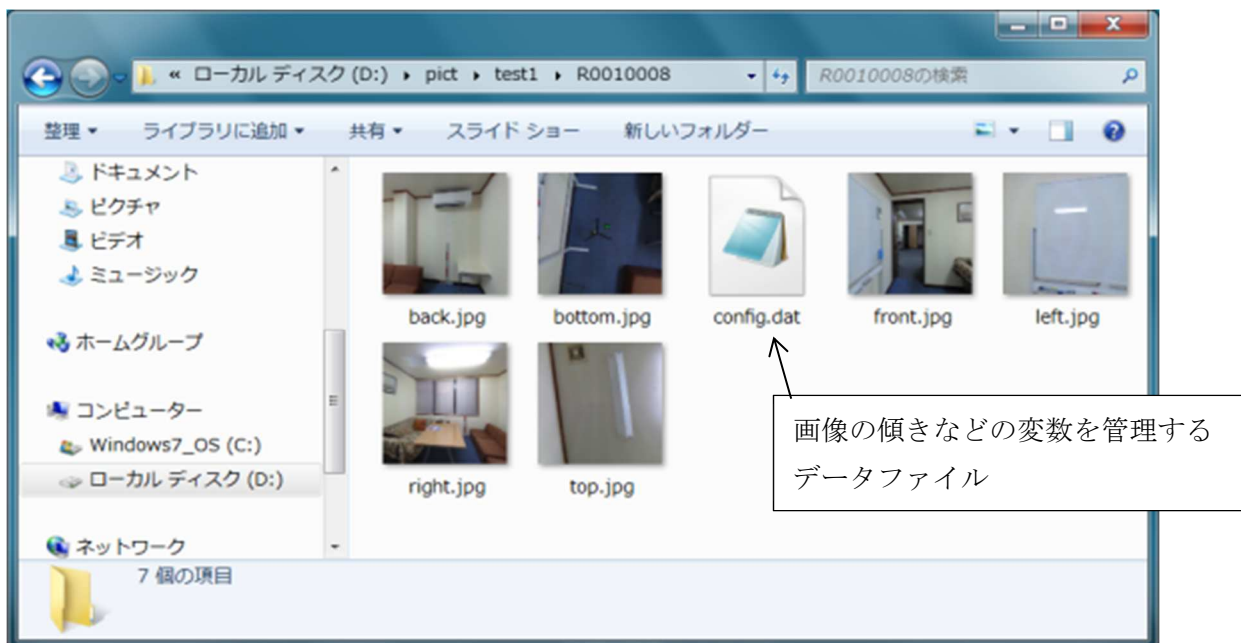 « ローカル ディスク (D:) ▸ pict ▸ test1 ▸ R0010008
R0010008の検索
整理 ライブラリに追加 共有 スライド ショー 新しいフォルダー
ドキュメント
ピクチャ
ビデオ
ミュージック
ホームグループ
コンピューター
Windows7_OS (C:)
ローカル ディスク (D:)
ネットワーク
back.jpg bottom.jpg config.dat front.jpg left.jpg
right.jpg top.jpg
画像の傾きなどの変数を管理する
データファイル
7 個の項目